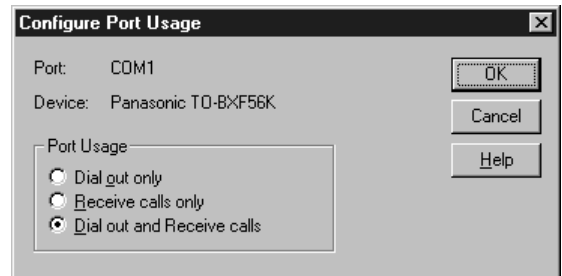 Configure Port Usage
Port: COM1
Device: Panasonic TO-BXF56K
Port Usage
Dial out only
Receive calls only
Dial out and Receive calls
OK
Cancel
Help